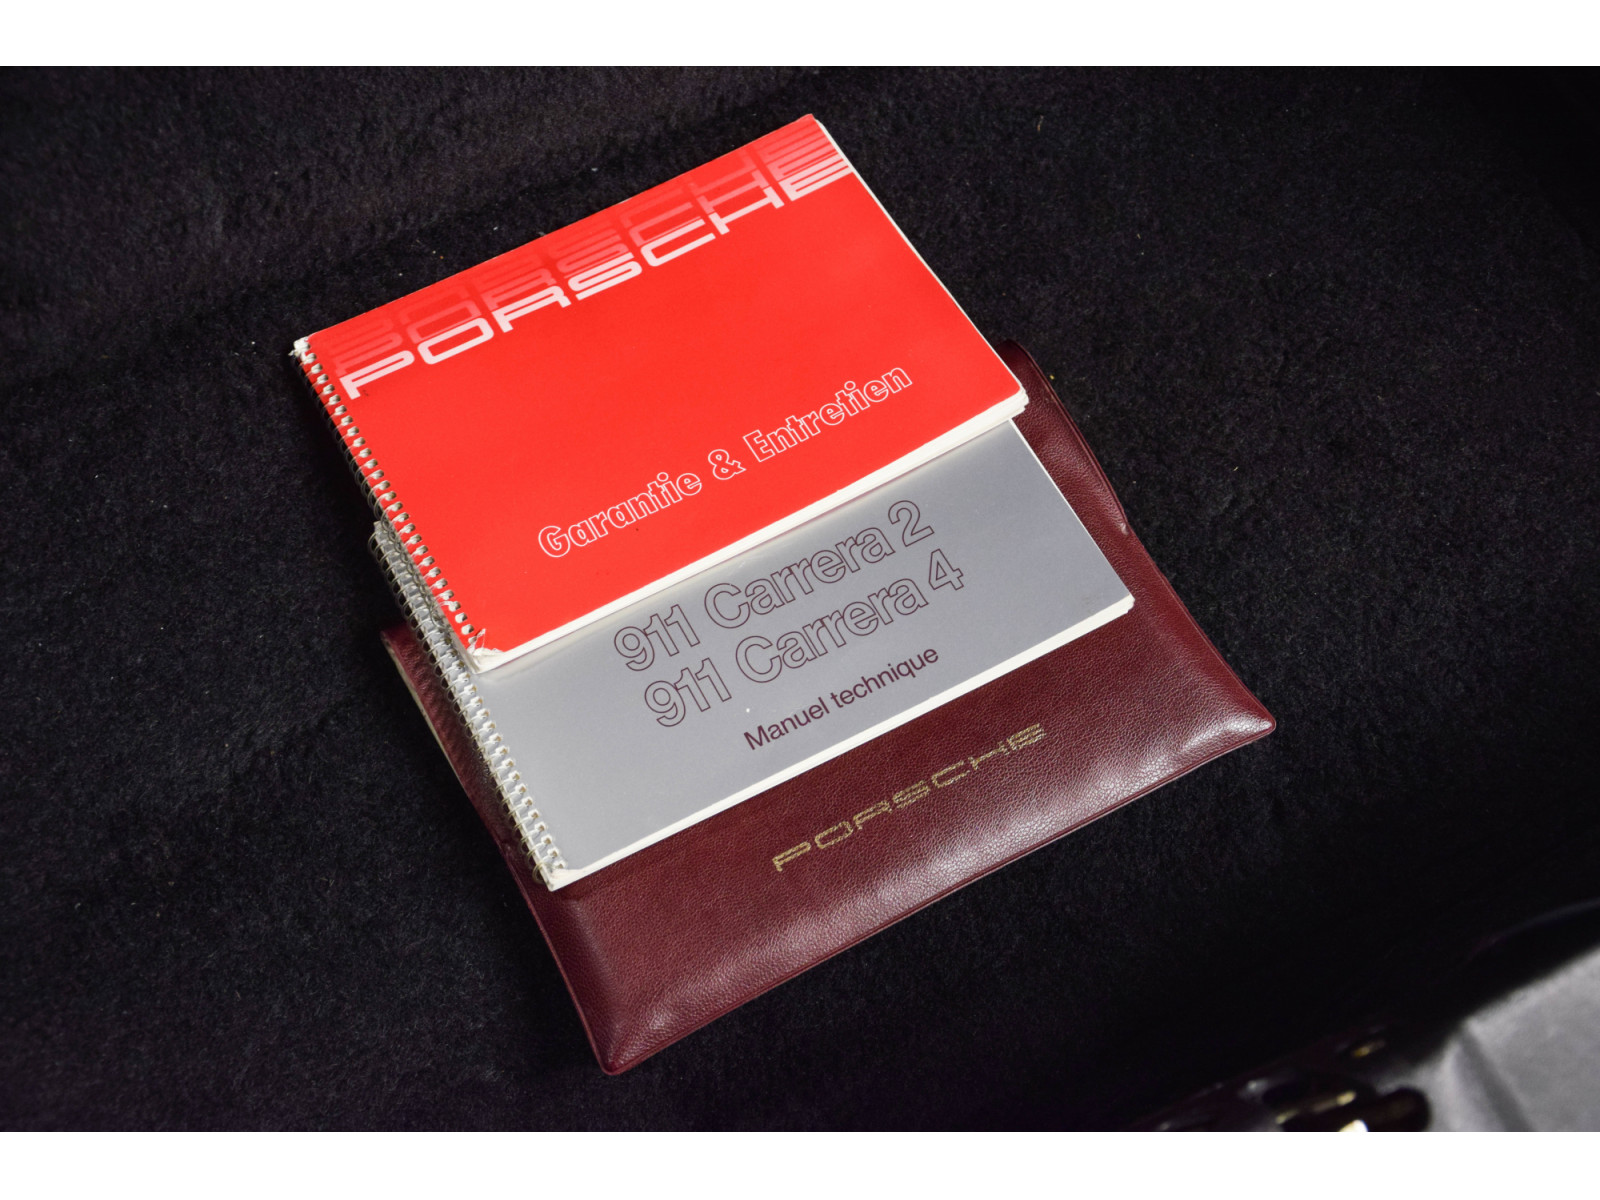 PORSCHE
Garantie & Entretien
911 Carrera 2
911 Carrera 4
Manuel technique
PORSCHE